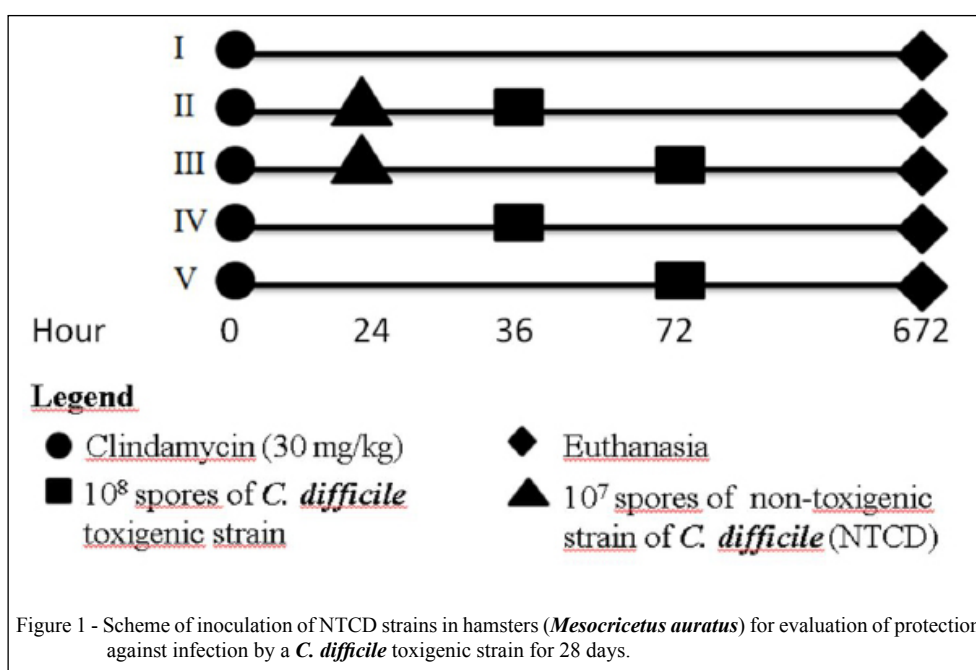 I
II
III
IV
V
Hour 0 24 36 72 672
Legend
Clindamycin (30 mg/kg)
10⁸ spores of C. difficile
toxigenic strain
Euthanasia
10⁷ spores of non-toxigenic
strain of C. difficile (NTCD)
Figure 1 - Scheme of inoculation of NTCD strains in hamsters (Mesocricetus auratus) for evaluation of protection
against infection by a C. difficile toxigenic strain for 28 days.